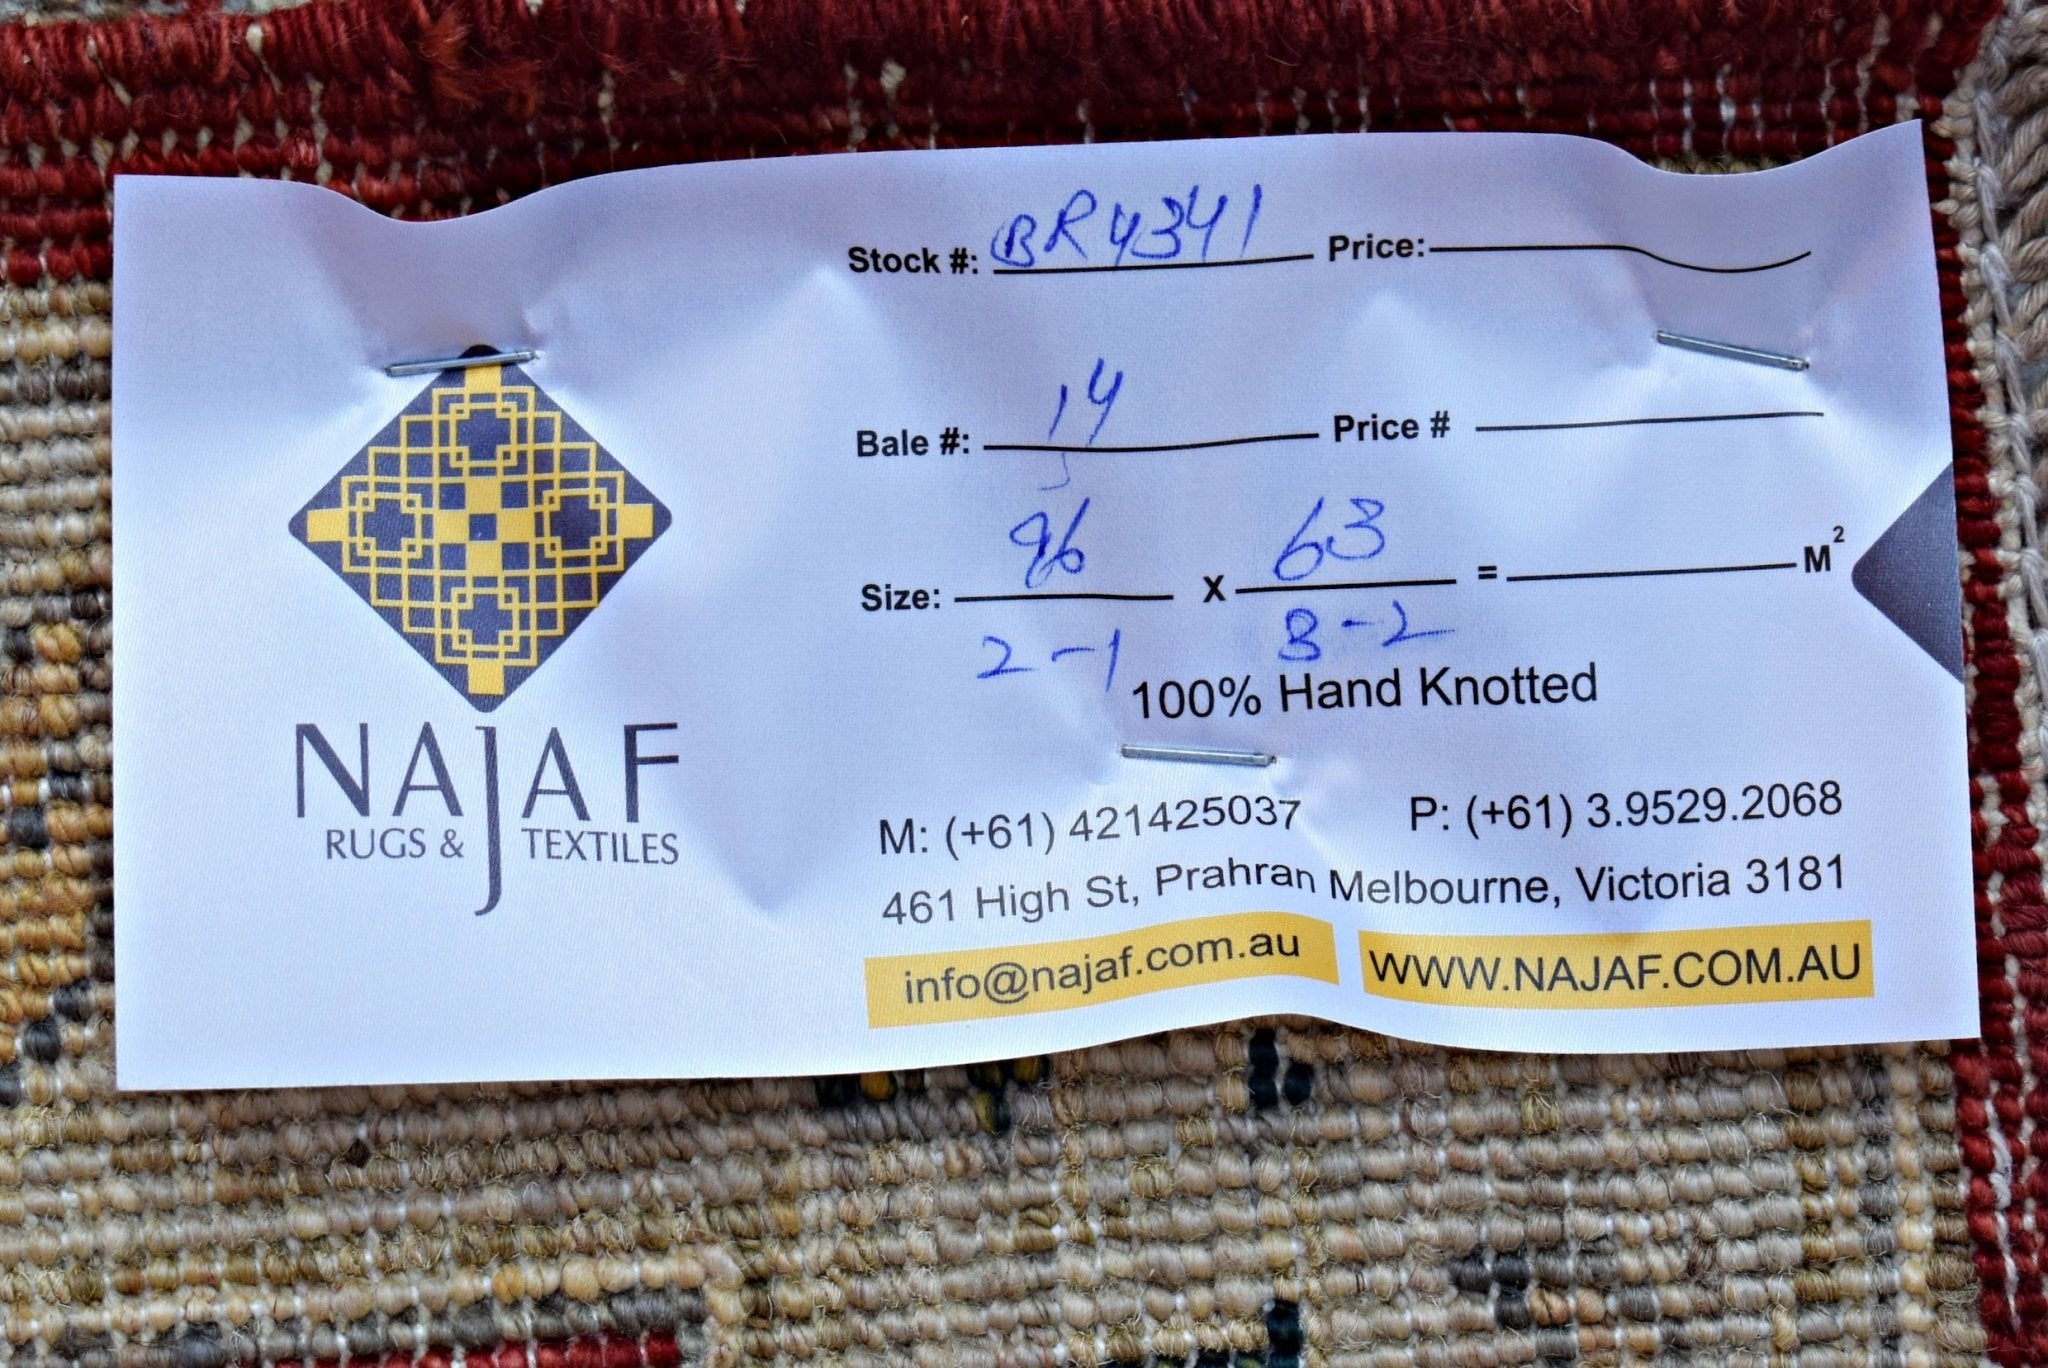 Stock #: BR4341 Price:
Bale #: 14 Price #
Size: 96 x 63 = M²
2-1 3-2
100% Hand Knotted
NAJAF
RUGS & TEXTILES
M: (+61) 421425037 P: (+61) 3.9529.2068
461 High St, Prahran Melbourne, Victoria 3181
info@najaf.com.au WWW.NAJAF.COM.AU